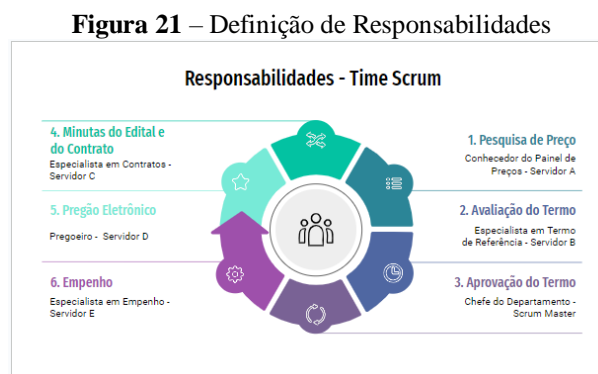 Figura 21 – Definição de Responsabilidades
Responsabilidades - Time Scrum
4. Minutas do Edital e
do Contrato
Especialista em Contratos -
Servidor C
5. Pregão Eletrônico
Pregoeiro - Servidor D
6. Empenho
Especialista em Empenho -
Servidor E
1. Pesquisa de Preço
Conhecedor do Painel de
Preços - Servidor A
2. Avaliação do Termo
Especialista em Termo
de Referência - Servidor B
3. Aprovação do Termo
Chefe do Departamento -
Scrum Master